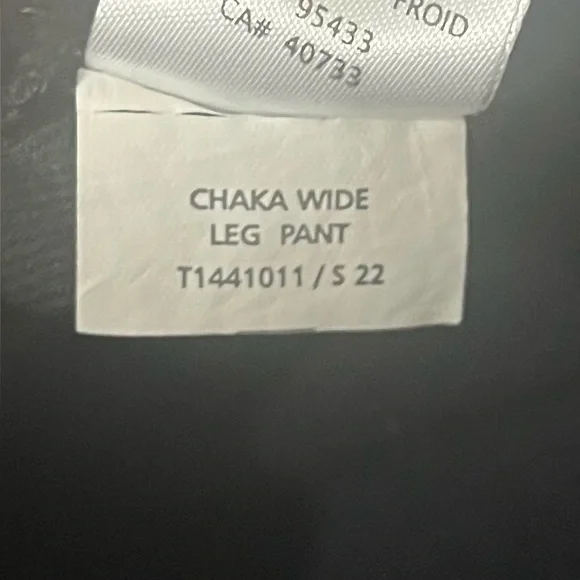 FROID
95433
CA# 40733
CHAKA WIDE
LEG PANT
T1441011 / S 22